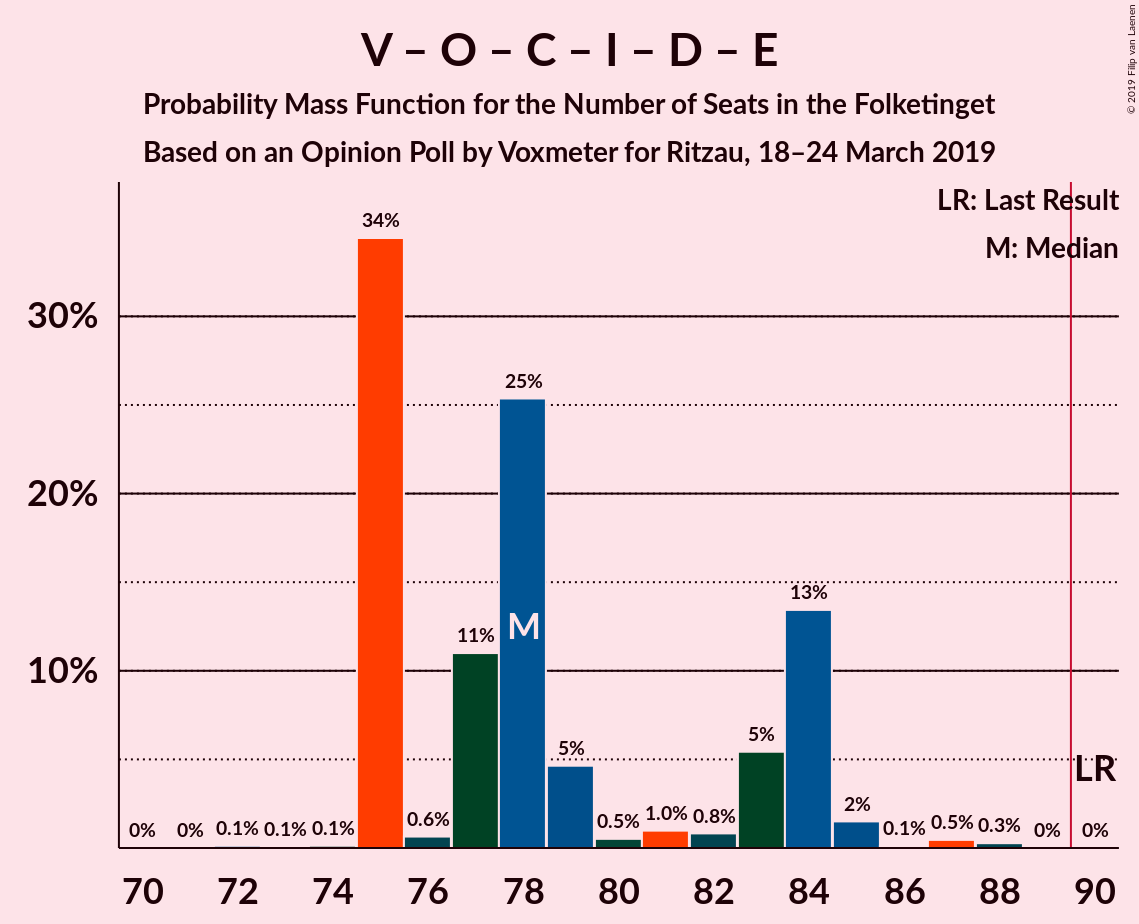 V – O – C – I – D – E
Probability Mass Function for the Number of Seats in the Folketinget
Based on an Opinion Poll by Voxmeter for Ritzau, 18–24 March 2019
© 2019 Filip van Laenen
LR: Last Result
M: Median
30%
20%
10%
0% 0% 0.1% 0.1% 0.1% 34% 0.6% 11% 25% 5% 0.5% 1.0% 0.8% 5% 13% 2% 0.1% 0.5% 0.3% 0% 0%
M
LR
70 72 74 76 78 80 82 84 86 88 90